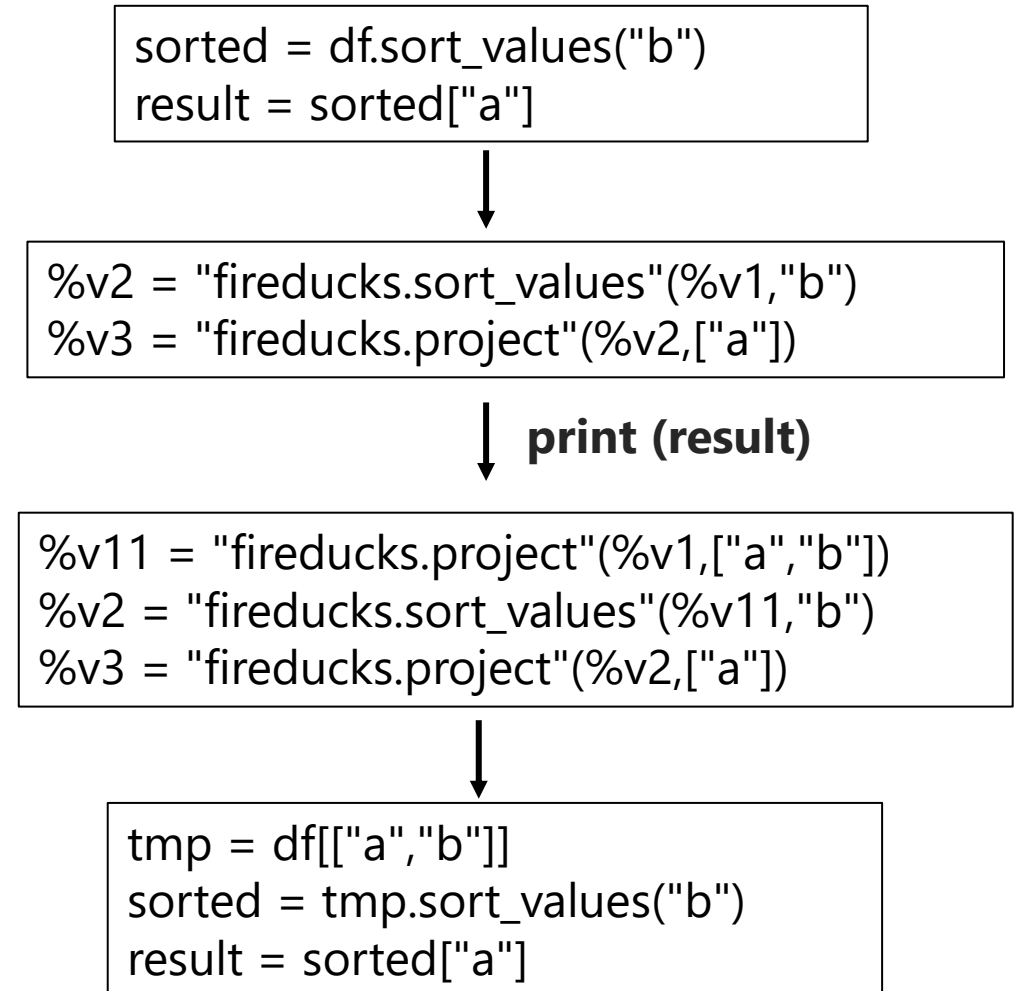 sorted = df.sort_values("b")
result = sorted["a"]
%v2 = "fireducks.sort_values"(%v1,"b")
%v3 = "fireducks.project"(%v2,["a"])
print (result)
%v11 = "fireducks.project"(%v1,["a","b"])
%v2 = "fireducks.sort_values"(%v11,"b")
%v3 = "fireducks.project"(%v2,["a"])
tmp = df[["a","b"]]
sorted = tmp.sort_values("b")
result = sorted["a"]